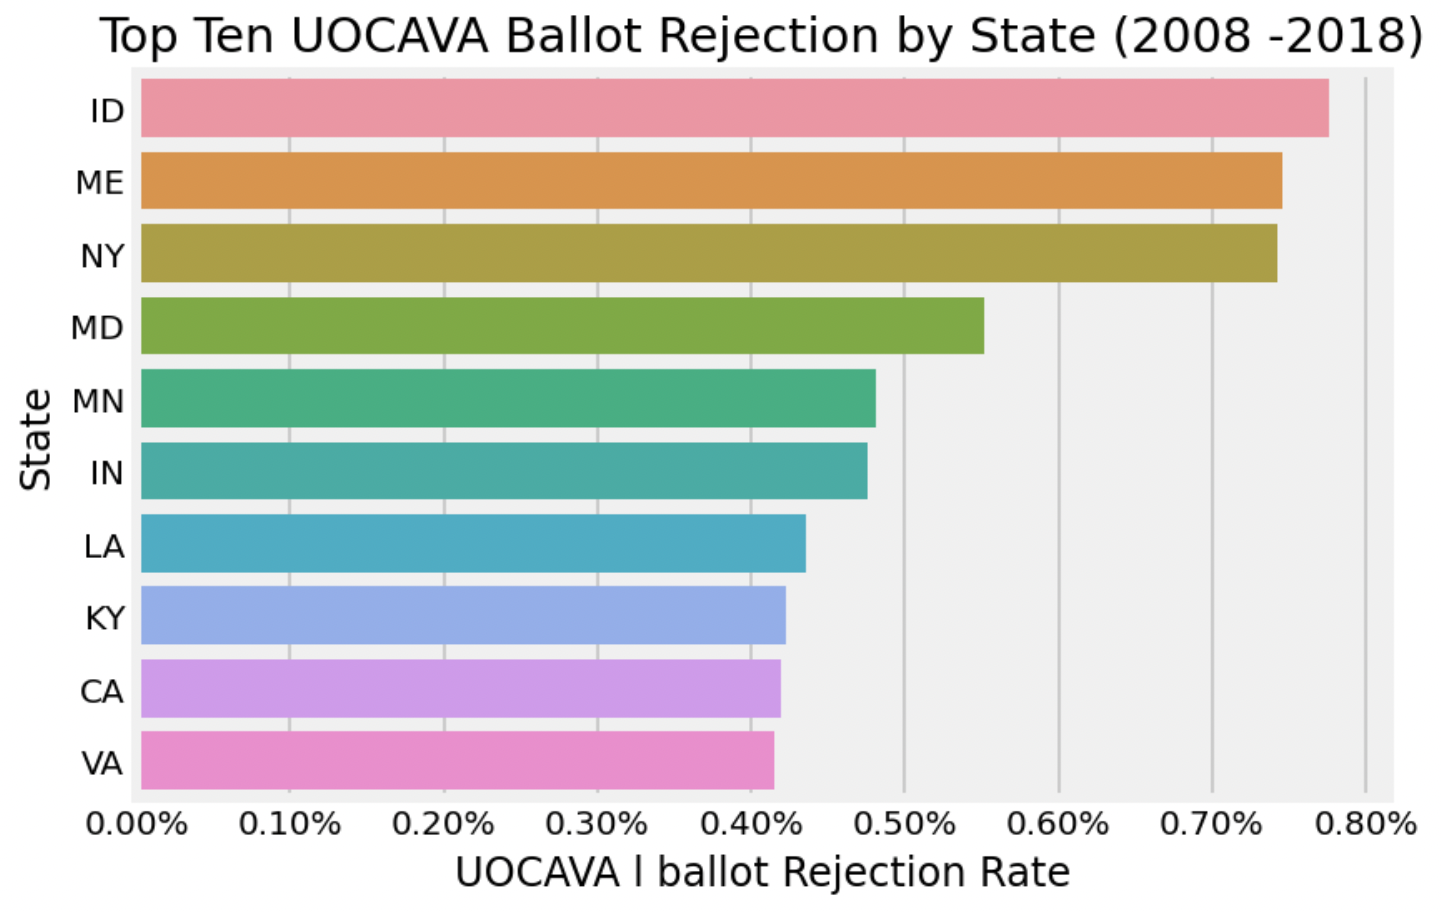 Top Ten UOCAVA Ballot Rejection by State (2008 -2018)
ID
ME
NY
MD
MN
IN
LA
KY
CA
VA
State
0.00% 0.10% 0.20% 0.30% 0.40% 0.50% 0.60% 0.70% 0.80%
UOCAVA l ballot Rejection Rate